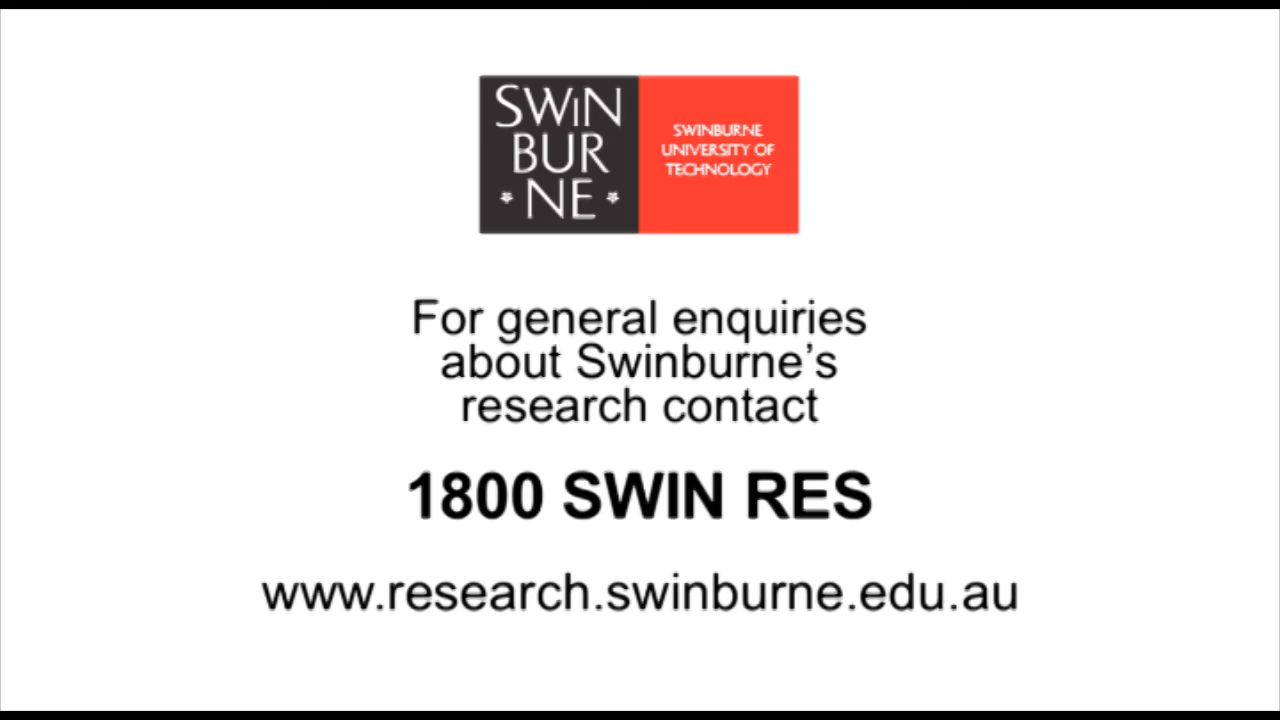 SWIN
BUR
NE
SWINBURNE
UNIVERSITY OF
TECHNOLOGY
For general enquiries
about Swinburne’s
research contact
1800 SWIN RES
www.research.swinburne.edu.au